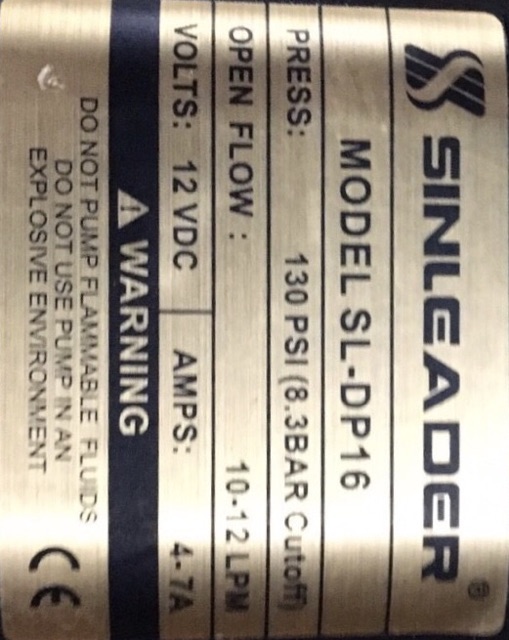 SINLEADER®
MODEL SL-DP16
PRESS: 130 PSI (8.3BAR Cutoff)
OPEN FLOW : 10-12 LPM
VOLTS: 12 VDC AMPS: 4-7A
⚠ WARNING
DO NOT PUMP FLAMMABLE FLUIDS
DO NOT USE PUMP IN AN
EXPLOSIVE ENVIRONMENT
CE